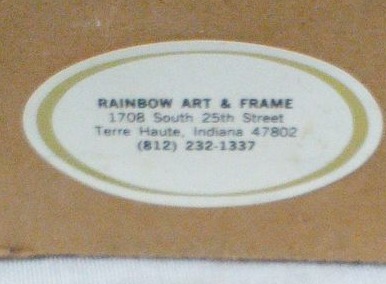 RAINBOW ART & FRAME
1708 South 25th Street
Terre Haute, Indiana 47802
(812) 232-1337